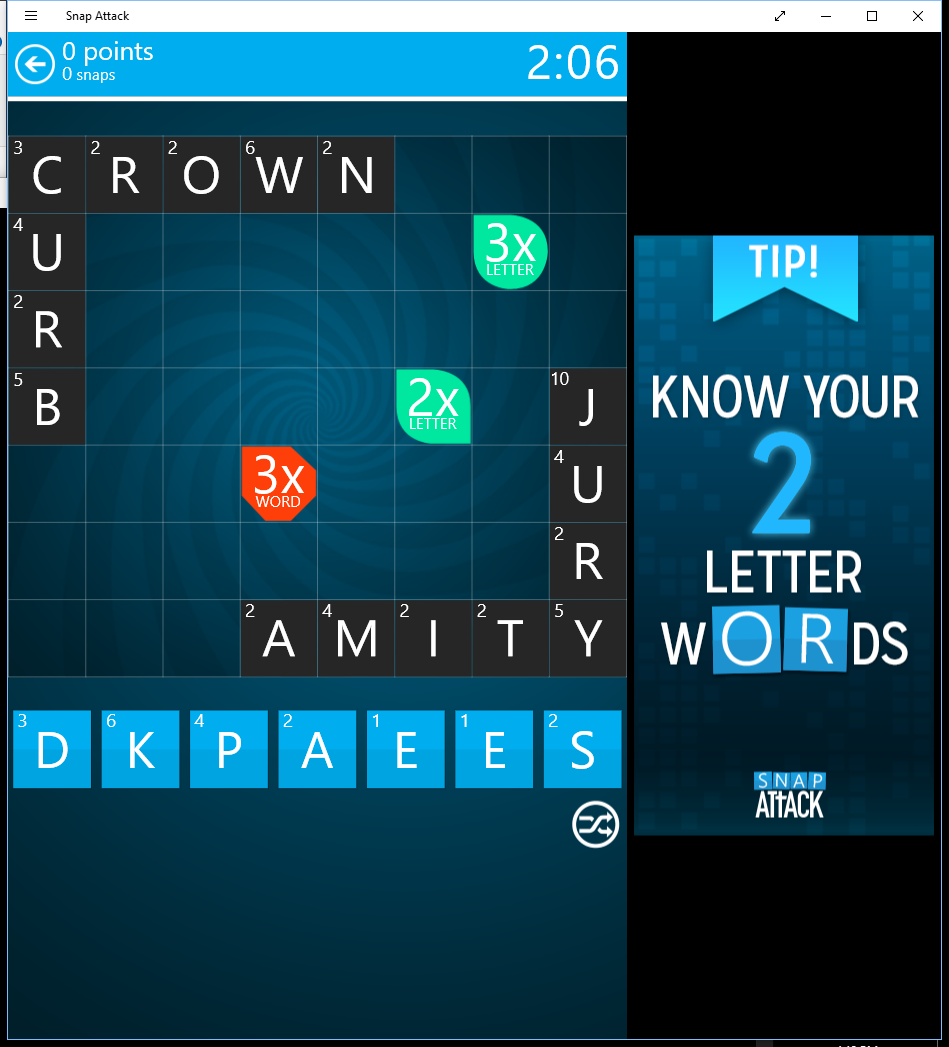 Snap Attack
0 points
0 snaps
2:06
3 C 2 R 2 O 6 W 2 N
4 U 3x LETTER
2 R
5 B 2x LETTER 10 J
3x WORD 4 U
2 R
2 A 4 M 2 I 2 T 5 Y
3 D 6 K 4 P 2 A 1 E 1 E 2 S
TIP!
KNOW YOUR
2
LETTER
WORDS
SNAP
ATTACK